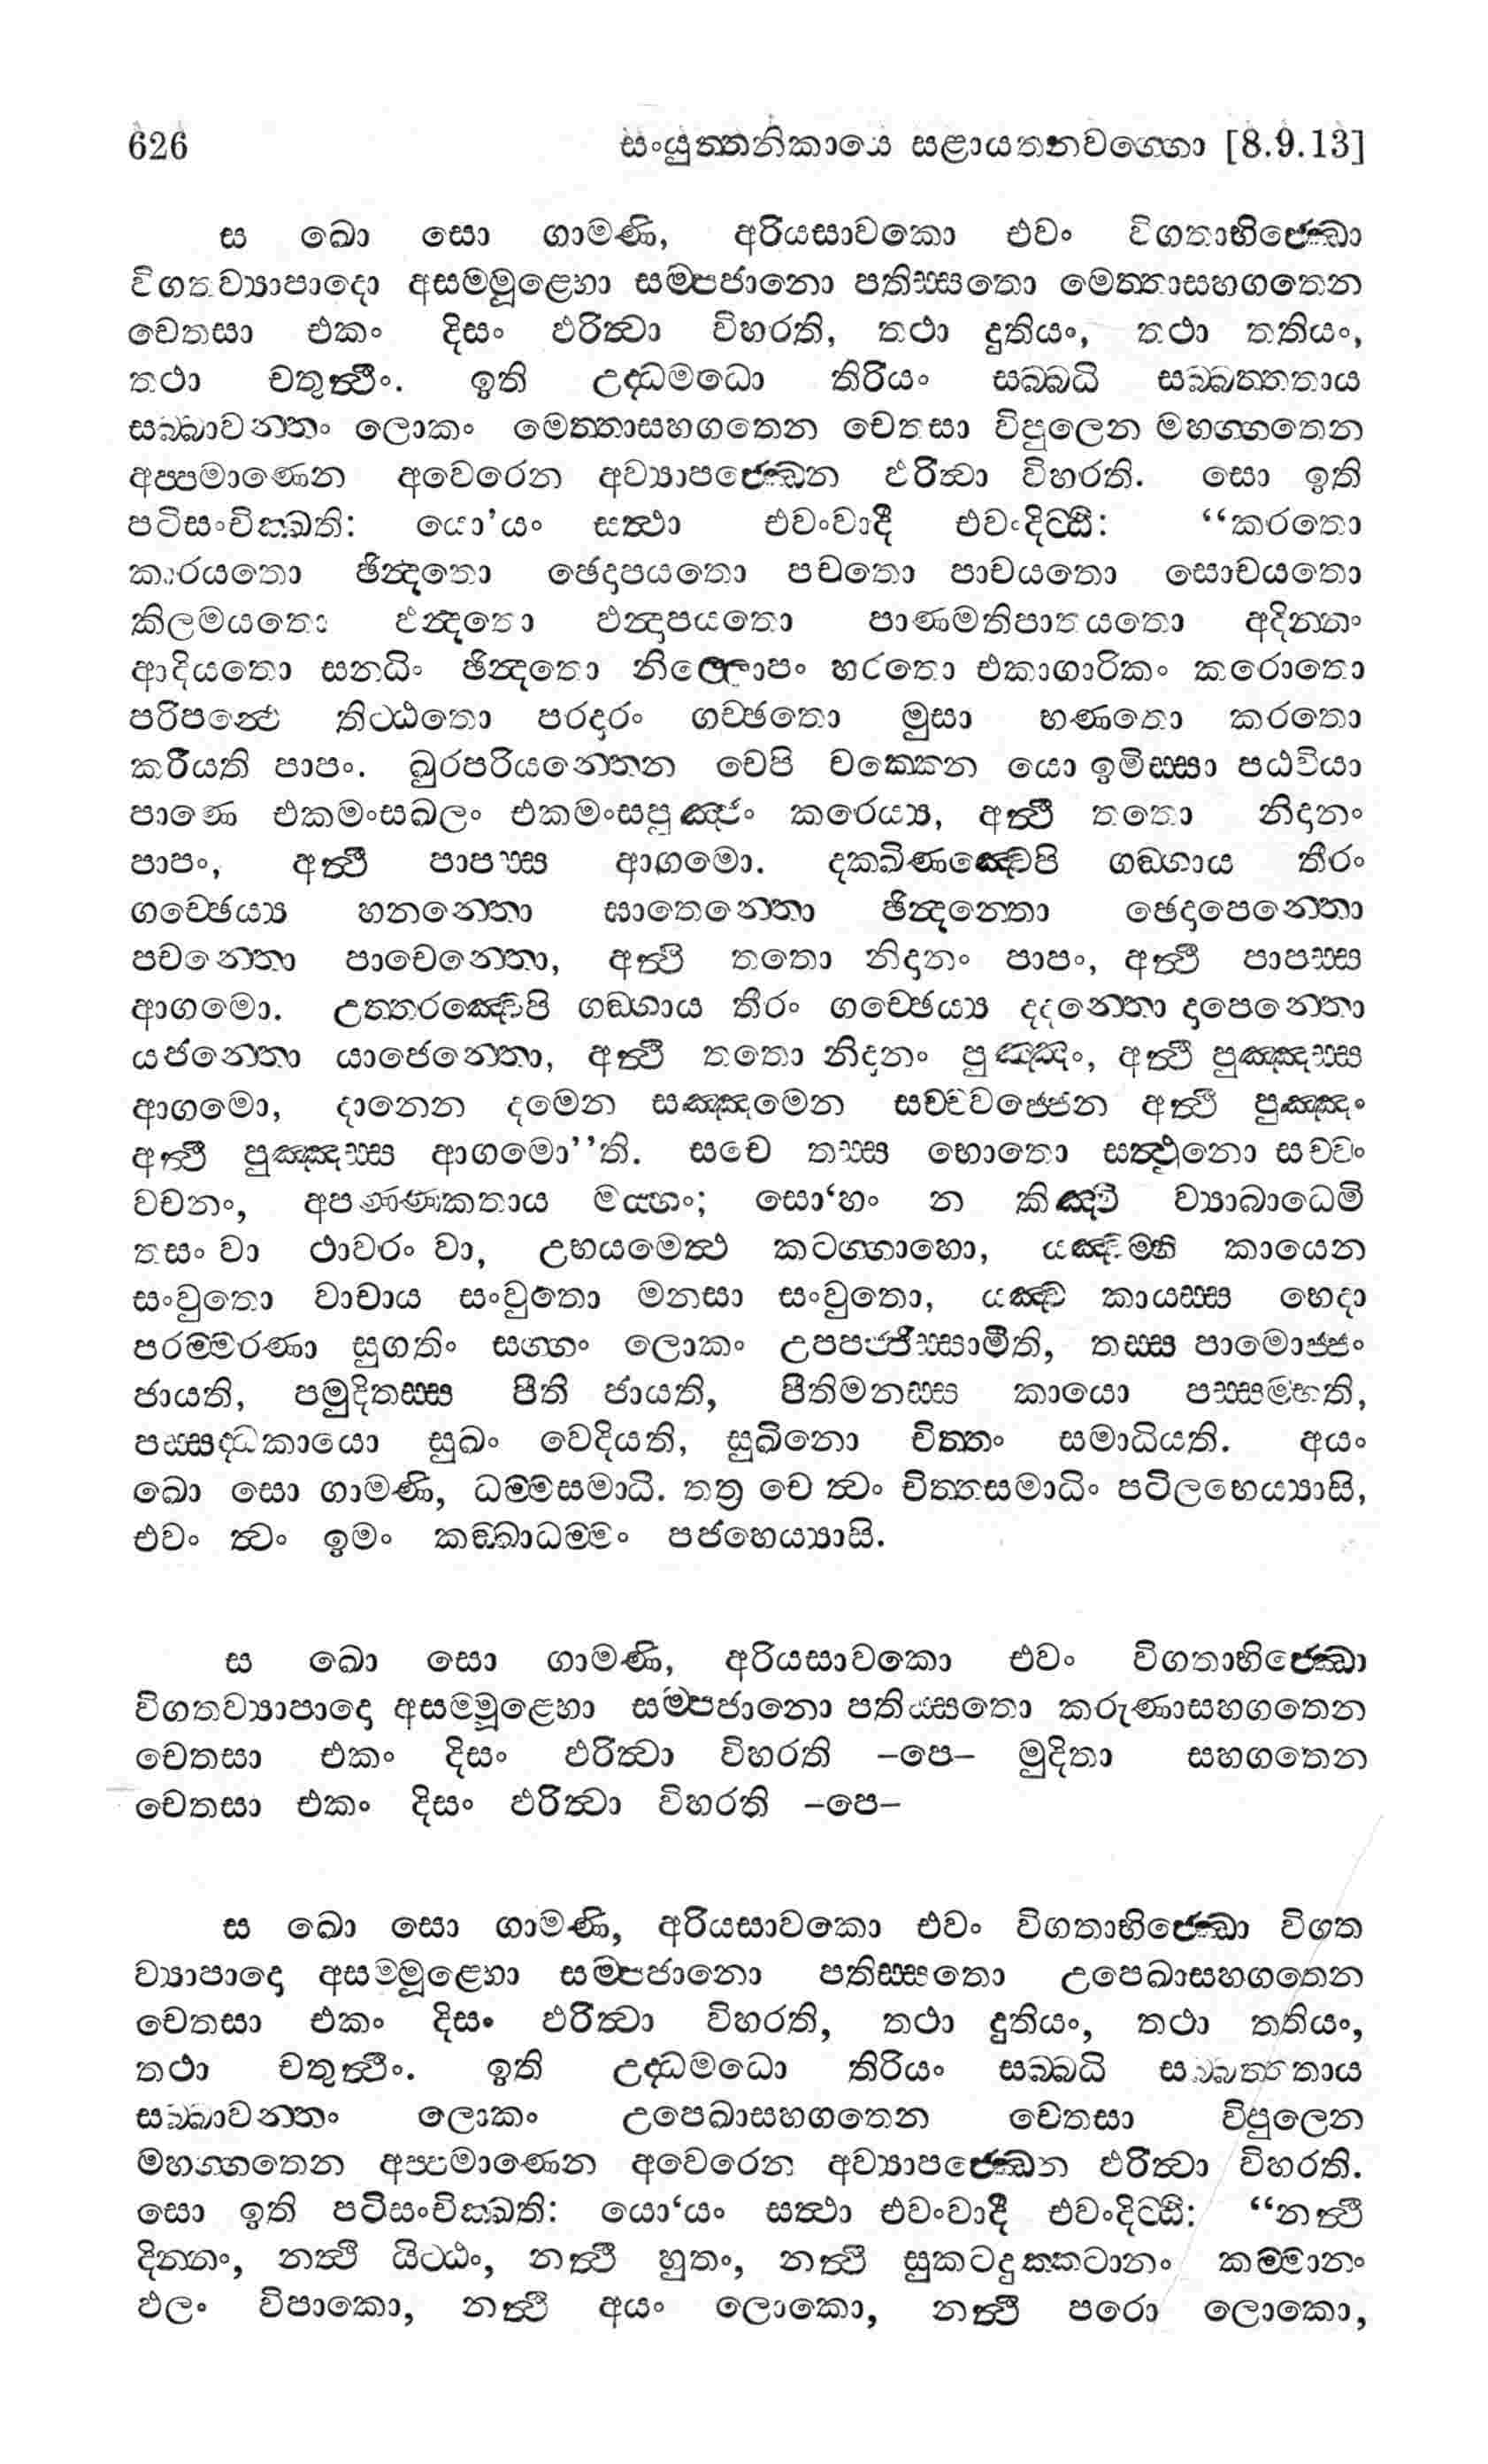 626 සංයුත්තනිකායෙ සළායතනවග්ගො [8.9.13]
ස ඛො සො ගාමණි, අරියසාවකො එවං විගතාභිජ්ඣො
විගතව්‍යාපාදො අසම්මූළ්හො සම්පජානො පතිස්සතො මෙත්තාසහගතෙන
චෙතසා එකං දිසං ඵරිත්වා විහරති, තථා දුතියං, තථා තතියං,
තථා චතුත්ථිං. ඉති උද්ධමධො තිරියං සබ්බධි සබ්බත්තතාය
සබ්බාවන්තං ලොකං මෙත්තාසහගතෙන චෙතසා විපුලෙන මහග්ගතෙන
අප්පමාණෙන අවෙරෙන අව්‍යාපජ්ඣෙන ඵරිත්වා විහරති. සො ඉති
පටිසංචික්ඛති: යො’යං සත්ථා එවංවාදී එවංදිට්ඨී: “කරතො
කාරයතො ඡින්දතො ඡෙදාපයතො පචතො පාචයතො සොචයතො
කිලමයතො ඵන්දතො ඵන්දාපයතො පාණමතිපාතයතො අදින්නං
ආදියතො සන්ධිං ඡින්දතො නිල්ලොපං හරතො එකාගාරිකං කරොතො
පරිපන්ථෙ තිට්ඨතො පරදාරං ගච්ඡතො මුසා භණතො කරතො
කරීයති පාපං. ඛුරපරියන්තෙන චෙපි චක්කෙන යො ඉමිස්සා පඨවියා
පාණෙ එකමංසඛලං එකමංසපුඤ්ජං කරෙය්‍ය, අත්ථි තතො නිදානං
පාපං, අත්ථි පාපස්ස ආගමො. දක්ඛිණඤ්චෙපි ගඞ්ගාය තීරං
ගච්ඡෙය්‍ය හනන්තො ඝාතෙන්තො ඡින්දන්තො ඡෙදාපෙන්තො
පචන්තො පාචෙන්තො, අත්ථි තතො නිදානං පාපං, අත්ථි පාපස්ස
ආගමො. උත්තරඤ්චෙපි ගඞ්ගාය තීරං ගච්ඡෙය්‍ය දදන්තො දාපෙන්තො
යජන්තො යාජෙන්තො, අත්ථි තතො නිදානං පුඤ්ඤං, අත්ථි පුඤ්ඤස්ස
ආගමො, දානෙන දමෙන සඤ්ඤමෙන සච්චවජ්ජෙන අත්ථි පුඤ්ඤං
අත්ථි පුඤ්ඤස්ස ආගමො’’ති. සචෙ තස්ස භොතො සත්ථුනො සච්චං
වචනං, අපණ්ණකතාය මය්හං; සො‘හං න කිඤ්චි ව්‍යාබාධෙමි
තසං වා ථාවරං වා, උභයමෙත්ථ කටග්ගාහො, යඤ්චම්හි කායෙන
සංවුතො වාචාය සංවුතො මනසා සංවුතො, යඤ්ච කායස්ස භෙදා
පරම්මරණා සුගතිං සග්ගං ලොකං උපපජ්ජිස්සාමීති, තස්ස පාමොජ්ජං
ජායති, පමුදිතස්ස පීති ජායති, පීතිමනස්ස කායො පස්සම්භති,
පස්සද්ධකායො සුඛං වෙදියති, සුඛිනො චිත්තං සමාධියති. අයං
ඛො සො ගාමණි, ධම්මසමාධි. තත්‍ර චෙ ත්වං චිත්තසමාධිං පටිලභෙය්‍යාසි,
එවං ත්වං ඉමං කඞ්ඛාධම්මං පජහෙය්‍යාසි.
ස ඛො සො ගාමණි, අරියසාවකො එවං විගතාභිජ්ඣො
විගතව්‍යාපාදො අසම්මූළ්හො සම්පජානො පතිස්සතො කරුණාසහගතෙන
චෙතසා එකං දිසං ඵරිත්වා විහරති –පෙ– මුදිතා සහගතෙන
චෙතසා එකං දිසං ඵරිත්වා විහරති –පෙ–
ස ඛො සො ගාමණි, අරියසාවකො එවං විගතාභිජ්ඣො විගත
ව්‍යාපාදො අසම්මූළ්හො සම්පජානො පතිස්සතො උපෙඛාසහගතෙන
චෙතසා එකං දිසං ඵරිත්වා විහරති, තථා දුතියං, තථා තතියං,
තථා චතුත්ථිං. ඉති උද්ධමධො තිරියං සබ්බධි සබ්බත්තතාය
සබ්බාවන්තං ලොකං උපෙඛාසහගතෙන චෙතසා විපුලෙන
මහග්ගතෙන අප්පමාණෙන අවෙරෙන අව්‍යාපජ්ඣෙන ඵරිත්වා විහරති.
සො ඉති පටිසංචික්ඛති: යො‘යං සත්ථා එවංවාදී එවංදිට්ඨි: “නත්ථි
දින්නං, නත්ථි යිට්ඨං, නත්ථි හුතං, නත්ථි සුකටදුක්කටානං කම්මානං
ඵලං විපාකො, නත්ථි අයං ලොකො, නත්ථි පරො ලොකො,